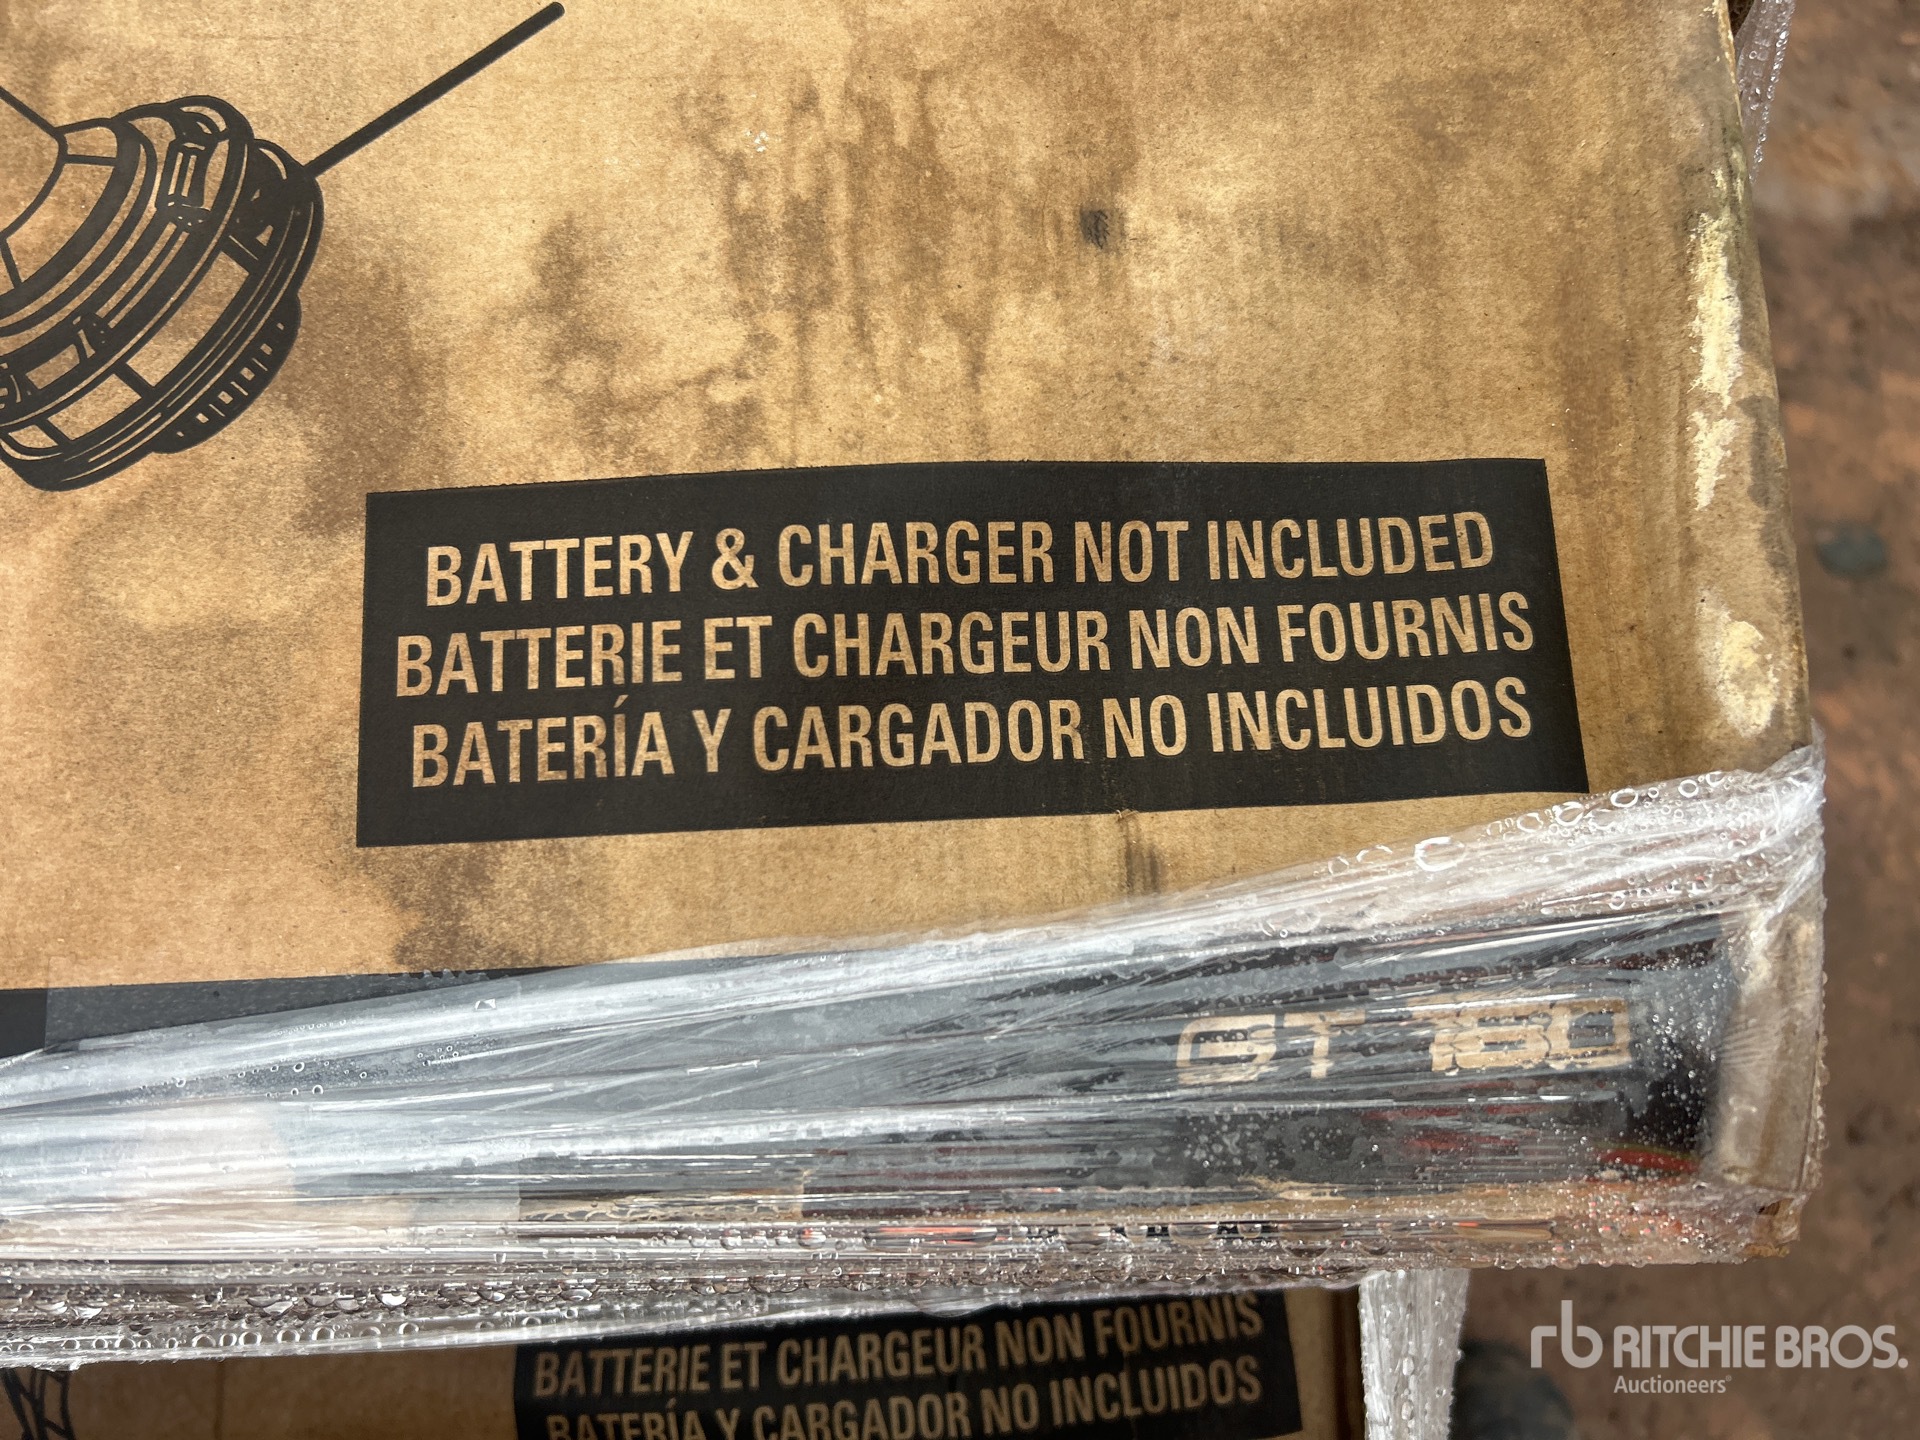 BATTERY & CHARGER NOT INCLUDED
BATTERIE ET CHARGEUR NON FOURNIS
BATERÍA Y CARGADOR NO INCLUIDOS
GT
BATTERIE ET CHARGEUR NON FOURNIS
BATERÍA Y CARGADOR NO INCLUIDOS
rb RITCHIE BROS.
Auctioneers